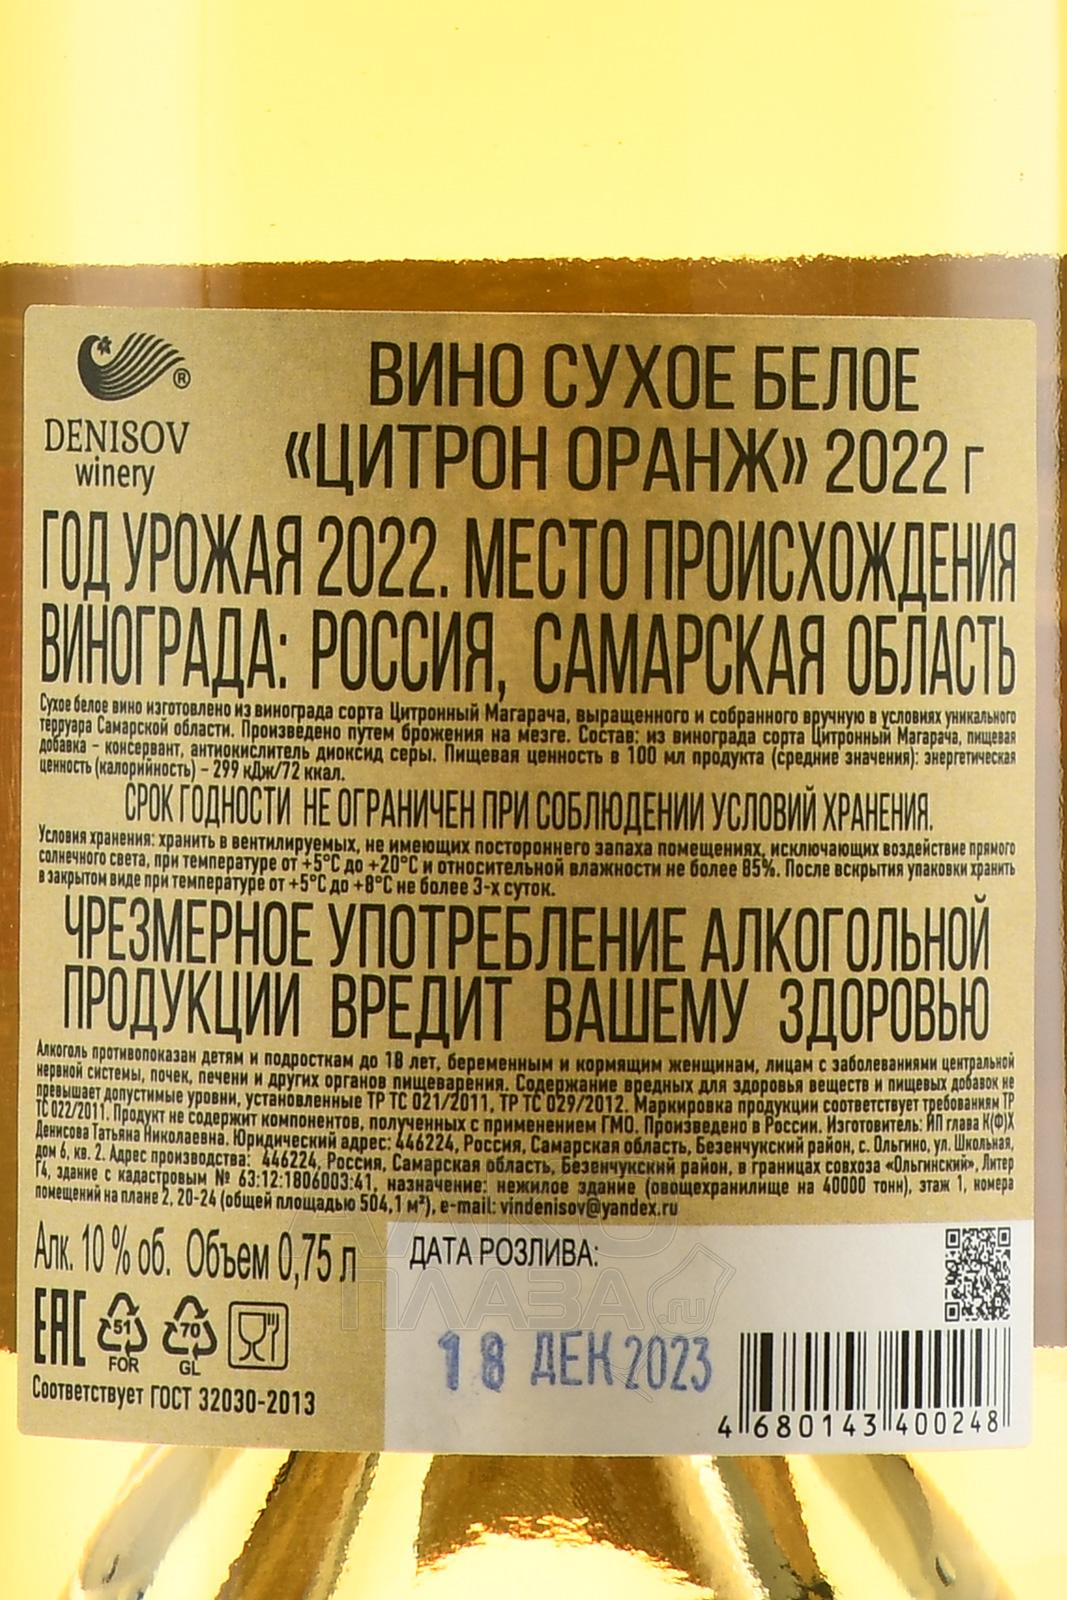 DENISOV
winery
®
ВИНО СУХОЕ БЕЛОЕ
«ЦИТРОН ОРАНЖ» 2022 г
ГОД УРОЖАЯ 2022. МЕСТО ПРОИСХОЖДЕНИЯ
ВИНОГРАДА: РОССИЯ, САМАРСКАЯ ОБЛАСТЬ
Сухое белое вино изготовлено из винограда сорта Цитронный Магарача, выращенного и собранного вручную в условиях уникального
терруара Самарской области. Произведено путем брожения на мезге. Состав: из винограда сорта Цитронный Магарача, пищевая
добавка – консервант, антиокислитель диоксид серы. Пищевая ценность в 100 мл продукта (средние значения): энергетическая
ценность (калорийность) – 299 кДж/72 ккал.
СРОК ГОДНОСТИ НЕ ОГРАНИЧЕН ПРИ СОБЛЮДЕНИИ УСЛОВИЙ ХРАНЕНИЯ.
Условия хранения: хранить в вентилируемых, не имеющих постороннего запаха помещениях, исключающих воздействие прямого
солнечного света, при температуре от +5°С до +20°С и относительной влажности не более 85%. После вскрытия упаковки хранить
в закрытом виде при температуре от +5°С до +8°С не более 3-х суток.
ЧРЕЗМЕРНОЕ УПОТРЕБЛЕНИЕ АЛКОГОЛЬНОЙ
ПРОДУКЦИИ ВРЕДИТ ВАШЕМУ ЗДОРОВЬЮ
Алкоголь противопоказан детям и подросткам до 18 лет, беременным и кормящим женщинам, лицам с заболеваниями центральной
нервной системы, почек, печени и других органов пищеварения. Содержание вредных для здоровья веществ и пищевых добавок не
превышает допустимые уровни, установленные ТР ТС 021/2011, ТР ТС 029/2012. Маркировка продукции соответствует требованиям ТР
ТС 022/2011. Продукт не содержит компонентов, полученных с применением ГМО. Произведено в России. Изготовитель: ИП глава К(Ф)Х
Денисова Татьяна Николаевна. Юридический адрес: 446224, Россия, Самарская область, Безенчукский район, с. Ольгино, ул. Школьная,
дом 6, кв. 2. Адрес производства: 446224, Россия, Самарская область, Безенчукский район, в границах совхоза «Ольгинский», Литер
Г4, здание с кадастровым № 63:12:1806003:41, назначение: нежилое здание (овощехранилище на 40000 тонн), этаж 1, номера
помещений на плане 2, 20-24 (общей площадью 504,1 м²), e-mail: vindenisov@yandex.ru
Алк. 10 % об. Объем 0,75 л
ДАТА РОЗЛИВА:
18 ДЕК 2023
EAC
51
FOR
70
GL
Соответствует ГОСТ 32030-2013
4 680143 400248
АЛКО
ПЛАЗА.ru